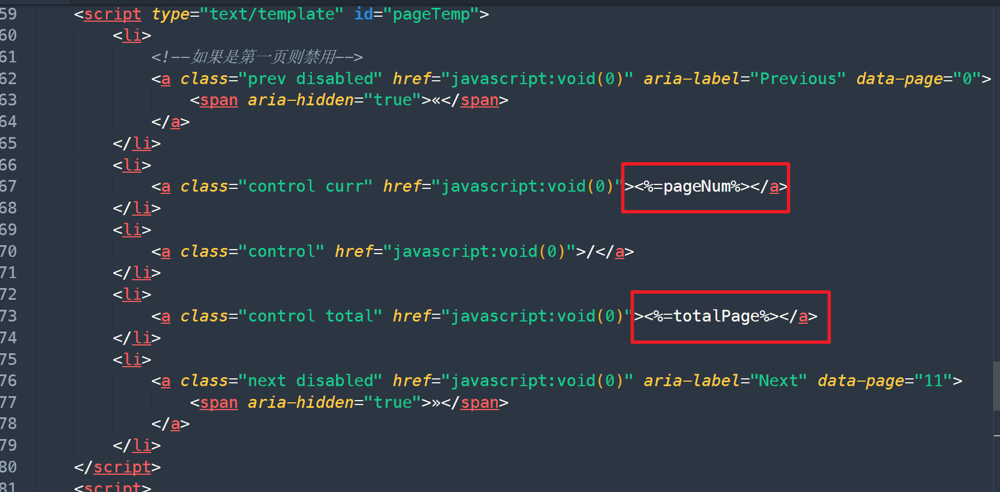 59 <script type="text/template" id="pageTemp">
60 <li>
61 <!--如果是第一页则禁用-->
62 <a class="prev disabled" href="javascript:void(0)" aria-label="Previous" data-page="0">
63 <span aria-hidden="true">«</span>
64 </a>
65 </li>
66 <li>
67 <a class="control curr" href="javascript:void(0)"><%=pageNum%></a>
68 </li>
69 <li>
70 <a class="control" href="javascript:void(0)">/</a>
71 </li>
72 <li>
73 <a class="control total" href="javascript:void(0)"><%=totalPage%></a>
74 </li>
75 <li>
76 <a class="next disabled" href="javascript:void(0)" aria-label="Next" data-page="11">
77 <span aria-hidden="true">»</span>
78 </a>
79 </li>
80 </script>
81 <script>